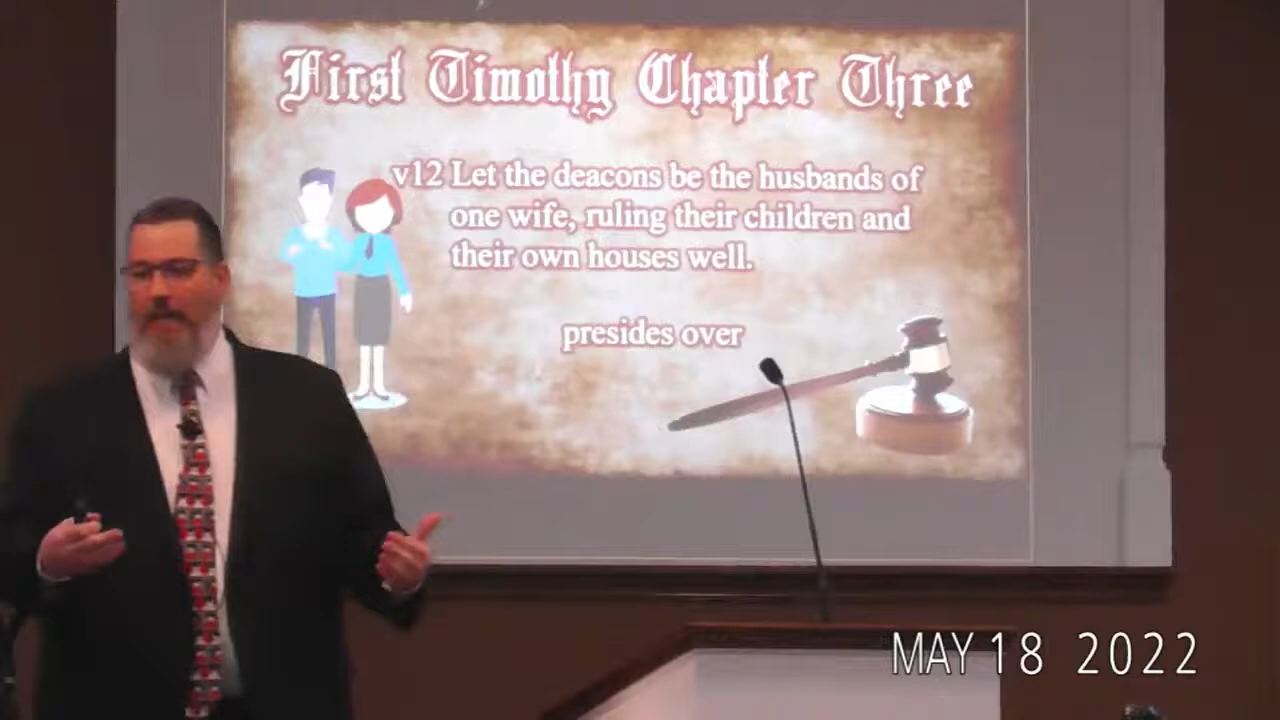 First Timothy Chapter Three
v12 Let the deacons be the husbands of
one wife, ruling their children and
their own houses well.
presides over
MAY 18 2022